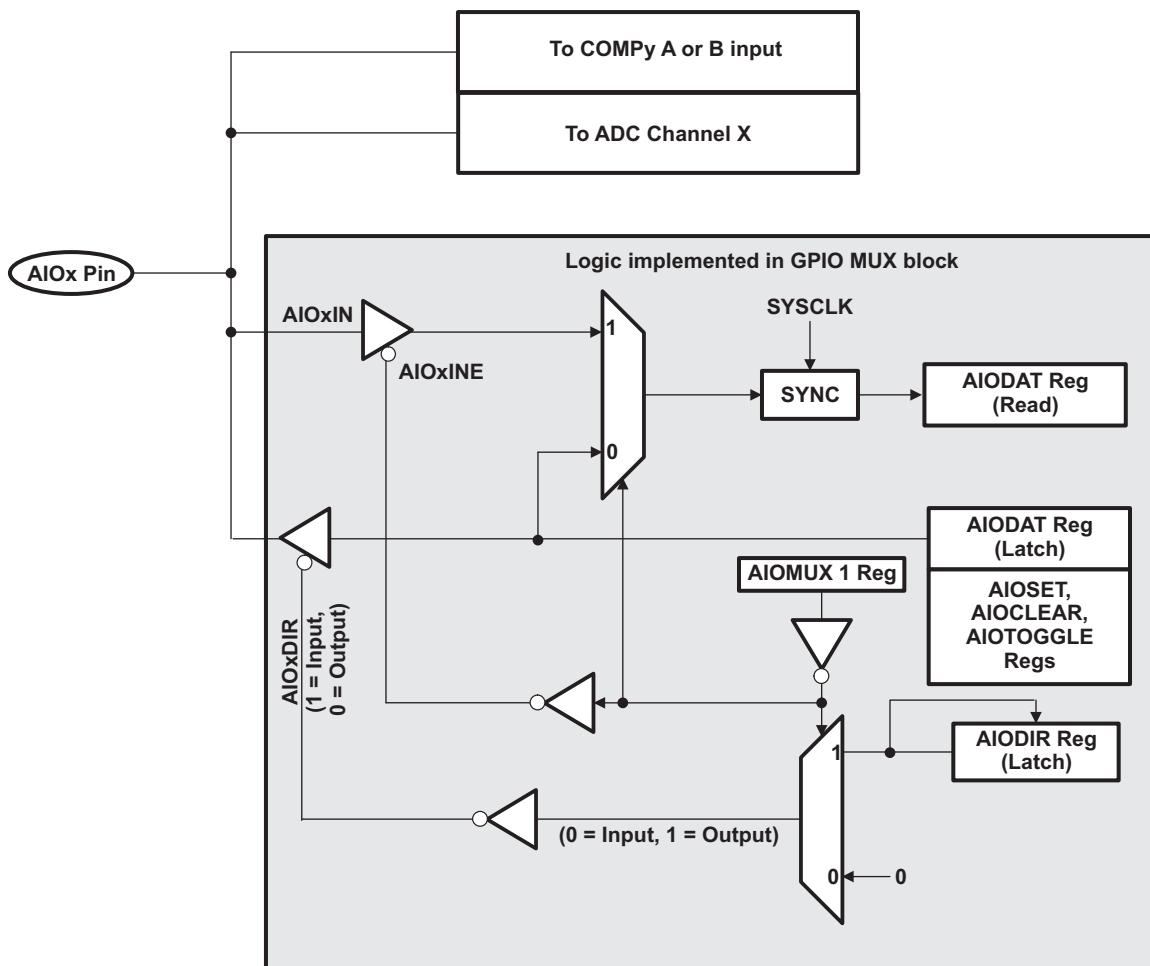 To COMPy A or B input
To ADC Channel X
AIOx Pin
Logic implemented in GPIO MUX block
AIOxIN
AIOxINE
1
0
SYSCLK
SYNC
AIODAT Reg
(Read)
AIODAT Reg
(Latch)
AIOSET,
AIOCLEAR,
AIOTOGGLE
Regs
AIOMUX 1 Reg
AIOxDIR
(1 = Input,
0 = Output)
1
AIODIR Reg
(Latch)
(0 = Input, 1 = Output)
0
0